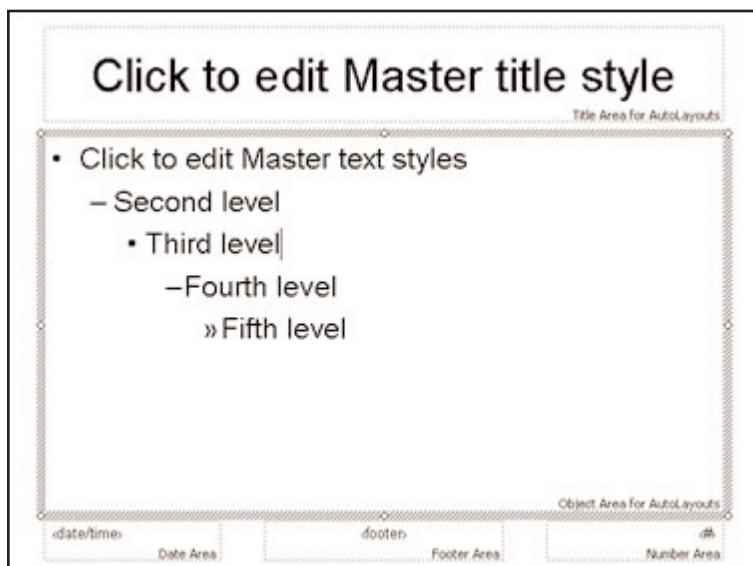 Click to edit Master title style
Title Area for AutoLayouts
• Click to edit Master text styles
– Second level
• Third level
–Fourth level
»Fifth level
Object Area for AutoLayouts
<date/time>
Date Area
<footer>
Footer Area
<#>
Number Area